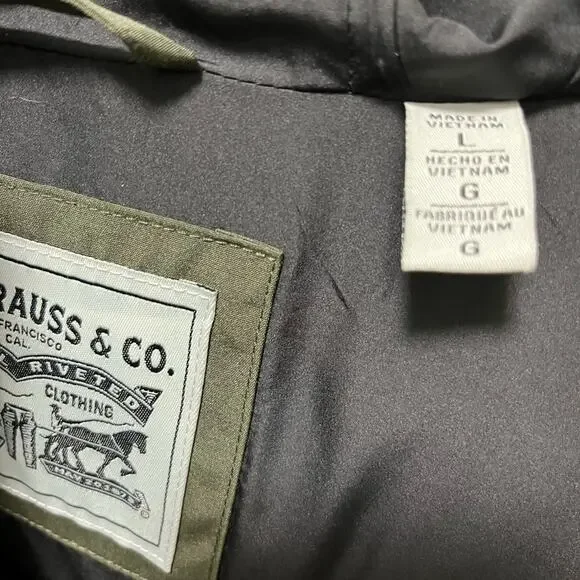 RAUSS & CO.
FRANCISCO
CAL.
L RIVETED
CLOTHING
MADE IN
VIETNAM
L
HECHO EN
VIETNAM
G
FABRIQUÉ AU
VIETNAM
G